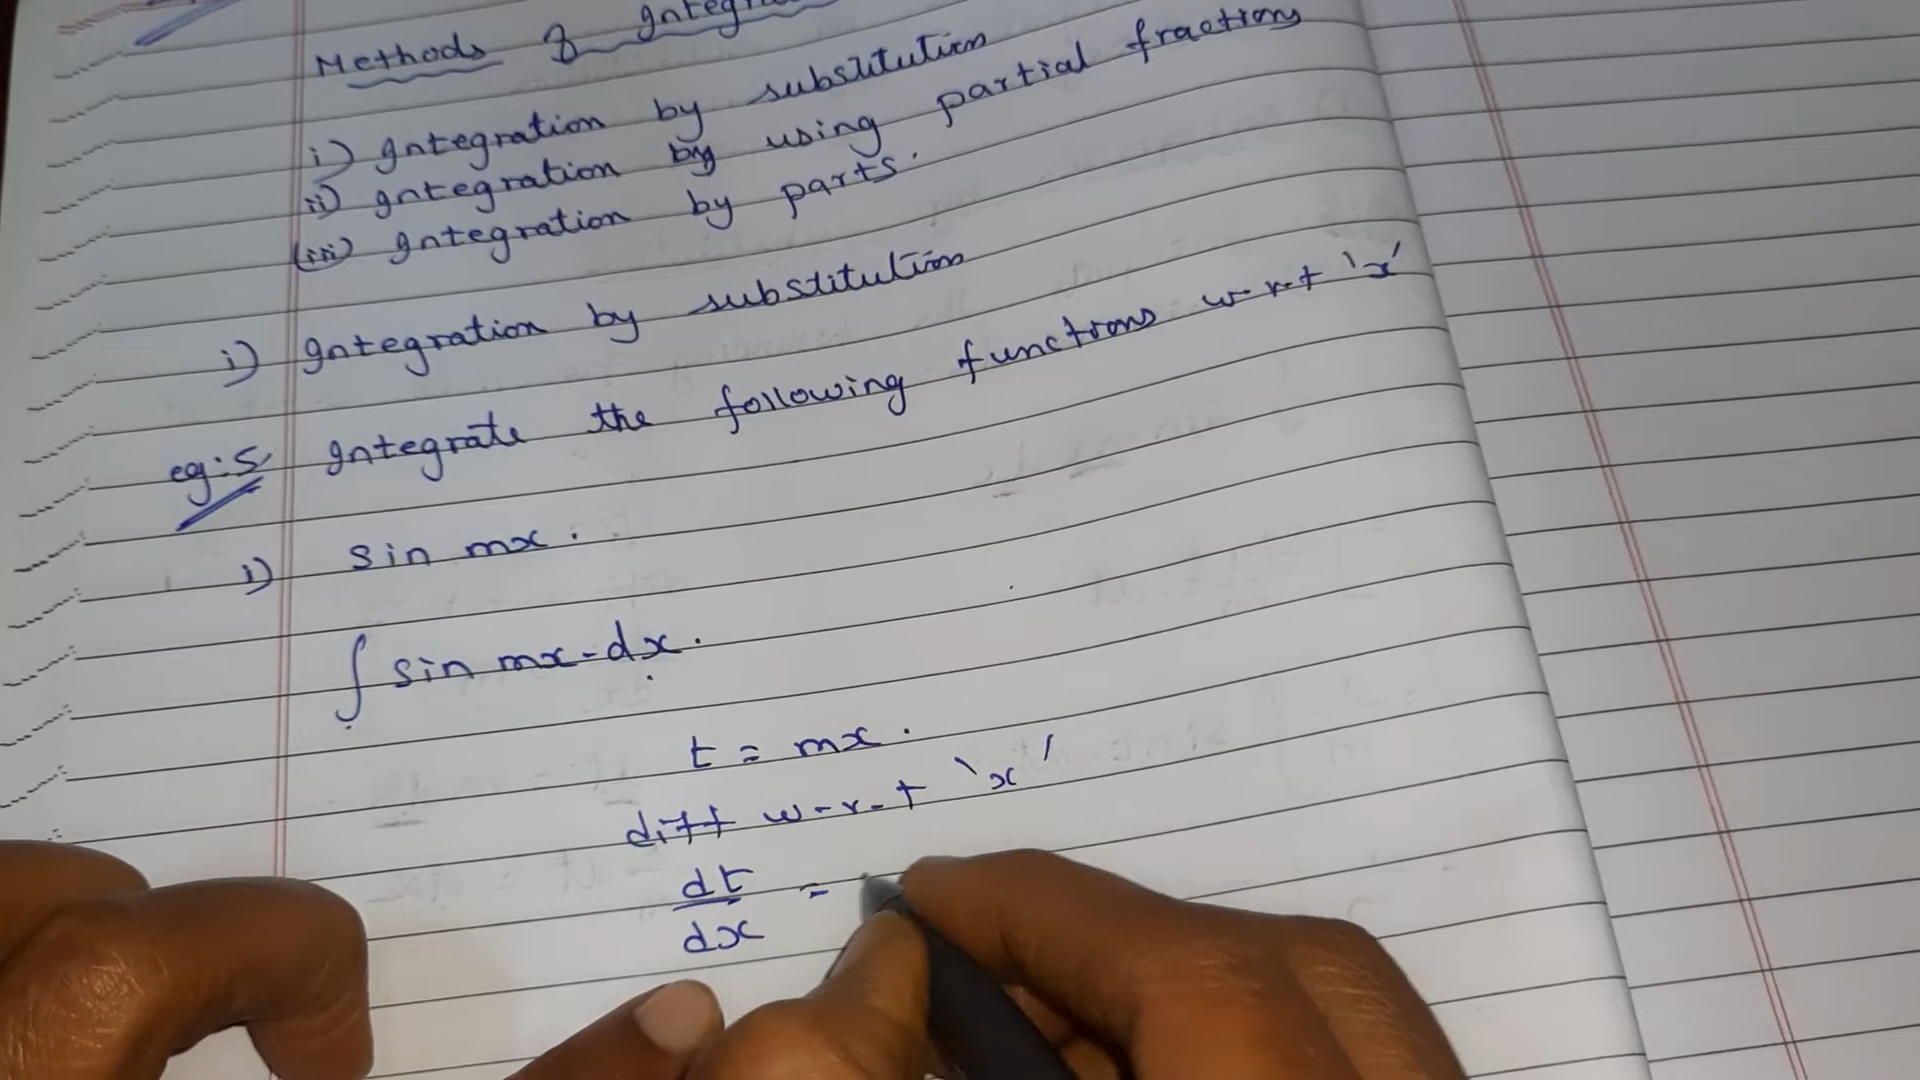 Methods of
i) Integration by substitution
ii) Integration by using partial fractions
(iii) Integration by parts.
i) Integration by substitution
eg:5 Integrate the following functions w-r-t 'x'
i) sin mx.
∫ sin mx-dx.
t = mx.
diff w-r-t 'x'
dt
dx =